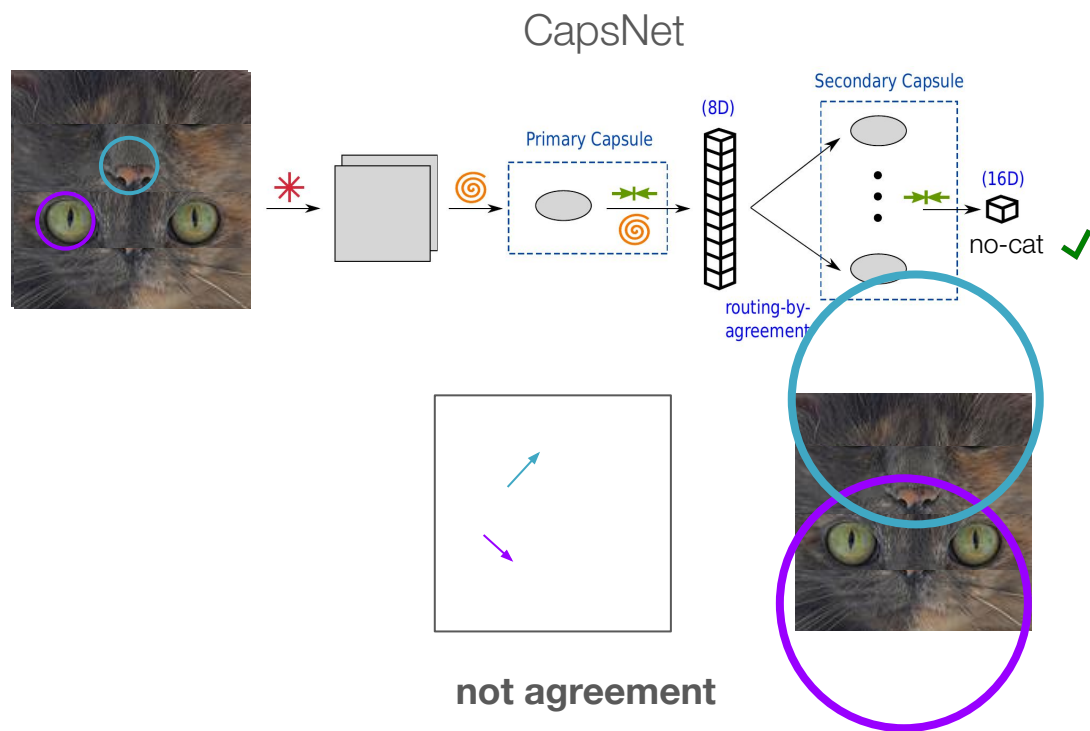 CapsNet
Secondary Capsule
(8D)
Primary Capsule
(16D)
no-cat
routing-by-
agreement
not agreement